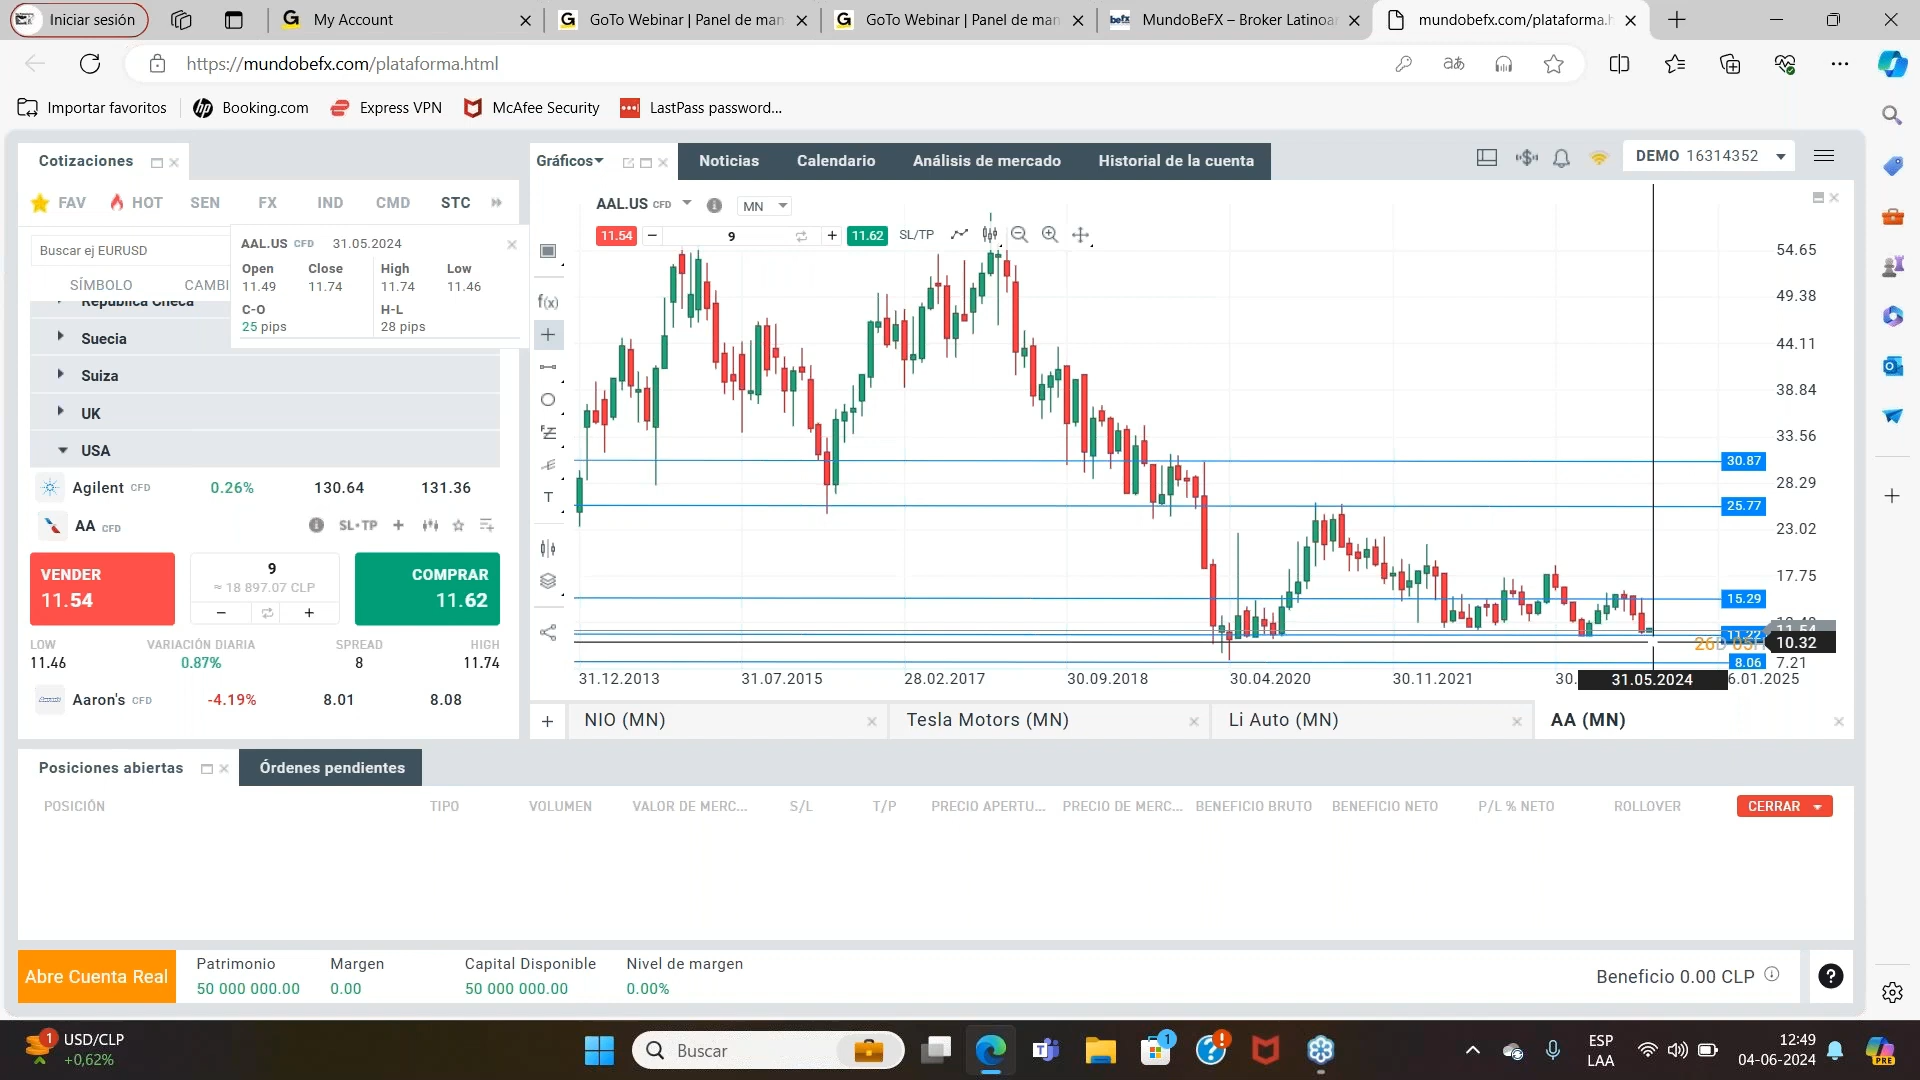 Iniciar sesión
My Account
GoTo Webinar | Panel de man
GoTo Webinar | Panel de man
MundoBeFX – Broker Latinoar
mundobefx.com/plataforma.h
https://mundobefx.com/plataforma.html
Importar favoritos
Booking.com
Express VPN
McAfee Security
LastPass password...
Cotizaciones
Gráficos
Noticias
Calendario
Análisis de mercado
Historial de la cuenta
DEMO 16314352
FAV
HOT
SEN
FX
IND
CMD
STC
AAL.US CFD
MN
Buscar ej EURUSD
AAL.US CFD 31.05.2024
Open
Close
High
Low
11.49
11.74
11.74
11.46
C-O
H-L
25 pips
28 pips
11.54
9
11.62
SL/TP
SÍMBOLO
CAMBI
República Checa
Suecia
Suiza
UK
USA
Agilent CFD
0.26%
130.64
131.36
AA CFD
SL•TP
VENDER
11.54
9
≈ 18 897.07 CLP
COMPRAR
11.62
LOW
VARIACIÓN DIARIA
SPREAD
HIGH
11.46
0.87%
8
11.74
Aaron's CFD
-4.19%
8.01
8.08
54.65
49.38
44.11
38.84
33.56
30.87
28.29
25.77
23.02
17.75
15.29
11.54
11.22
10.32
8.06
7.21
31.12.2013
31.07.2015
28.02.2017
30.09.2018
30.04.2020
30.11.2021
30.
31.05.2024
6.01.2025
NIO (MN)
Tesla Motors (MN)
Li Auto (MN)
AA (MN)
Posiciones abiertas
Órdenes pendientes
POSICIÓN
TIPO
VOLUMEN
VALOR DE MERC...
S/L
T/P
PRECIO APERTU...
PRECIO DE MERC...
BENEFICIO BRUTO
BENEFICIO NETO
P/L % NETO
ROLLOVER
CERRAR
Abre Cuenta Real
Patrimonio
Margen
Capital Disponible
Nivel de margen
50 000 000.00
0.00
50 000 000.00
0.00%
Beneficio 0.00 CLP
USD/CLP
+0,62%
Buscar
ESP
LAA
12:49
04-06-2024